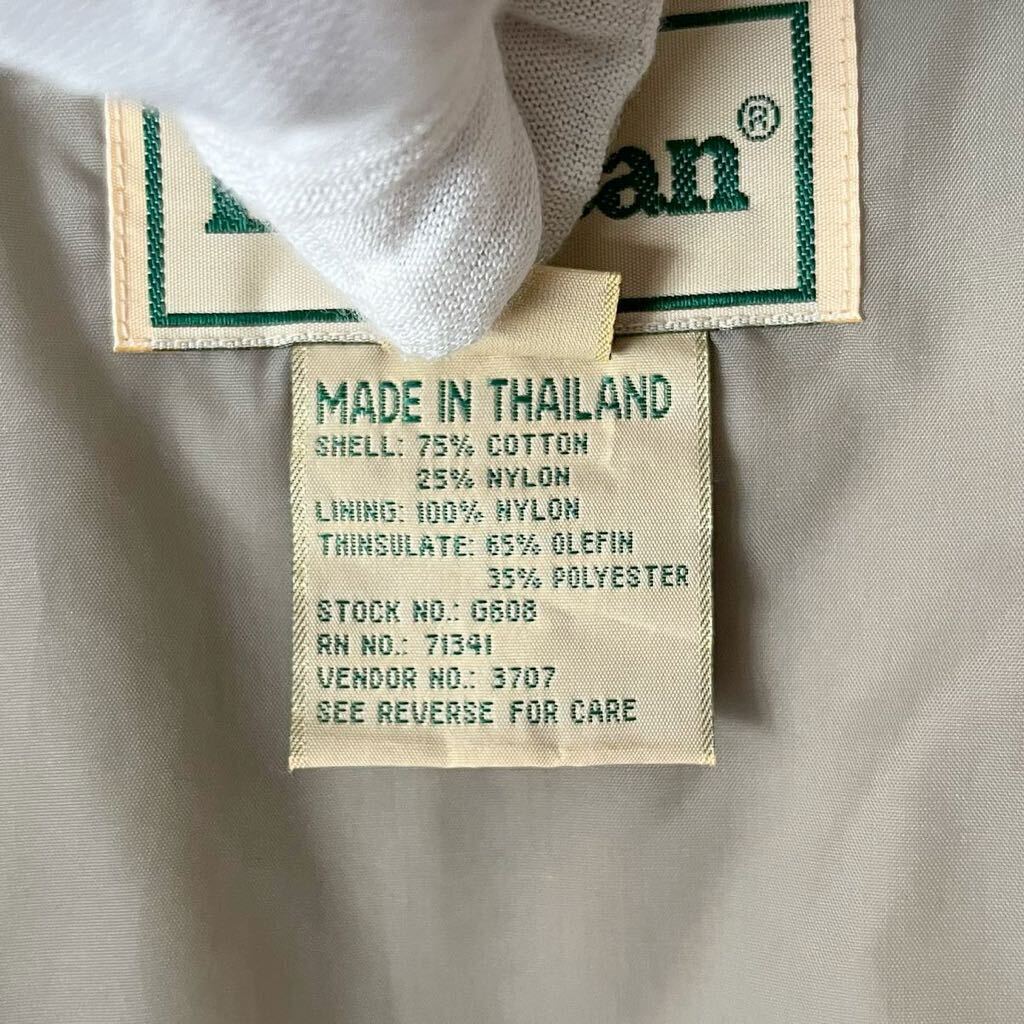 an®
MADE IN THAILAND
SHELL: 75% COTTON
25% NYLON
LINING: 100% NYLON
THINSULATE: 65% OLEFIN
35% POLYESTER
STOCK NO.: G608
RN NO.: 71341
VENDOR NO.: 3707
SEE REVERSE FOR CARE